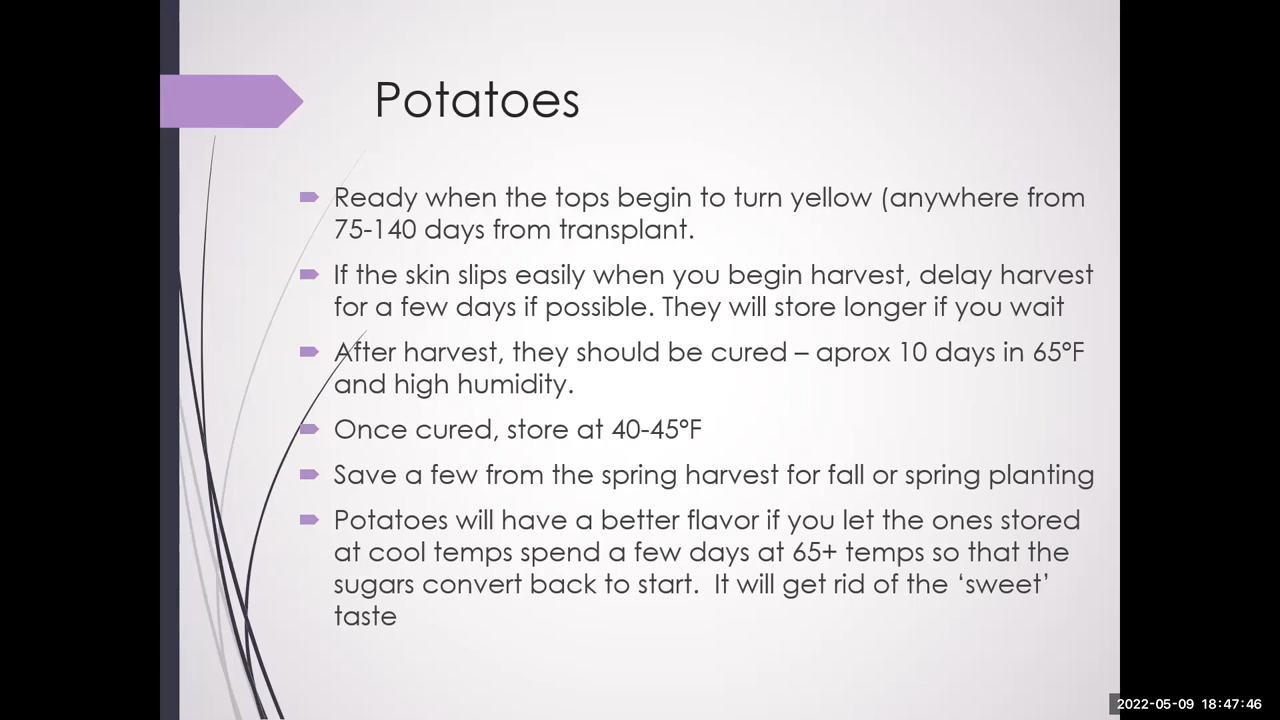 Potatoes
Ready when the tops begin to turn yellow (anywhere from
75-140 days from transplant.
If the skin slips easily when you begin harvest, delay harvest
for a few days if possible. They will store longer if you wait
After harvest, they should be cured – aprox 10 days in 65°F
and high humidity.
Once cured, store at 40-45°F
Save a few from the spring harvest for fall or spring planting
Potatoes will have a better flavor if you let the ones stored
at cool temps spend a few days at 65+ temps so that the
sugars convert back to start.  It will get rid of the ‘sweet’
taste
2022-05-09 18:47:46